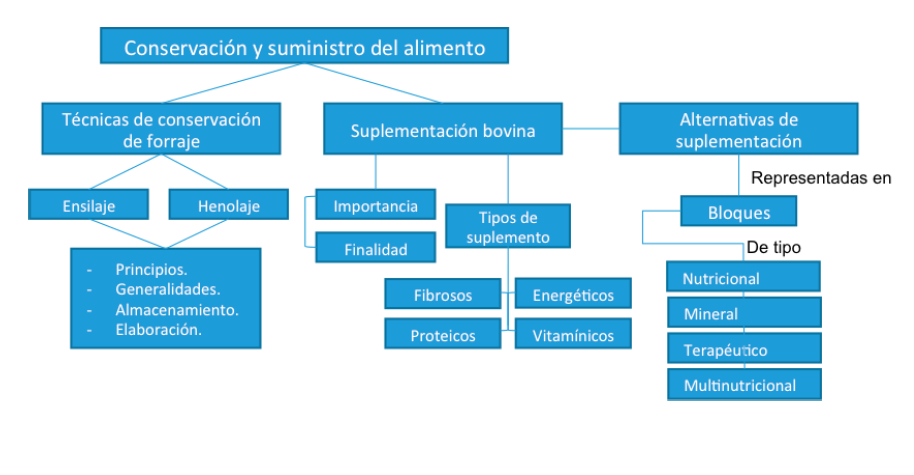 Conservación y suministro del alimento
Técnicas de conservación
de forraje
Suplementación bovina
Alternativas de
suplementación
Representadas en
Ensilaje
Henolaje
Importancia
Finalidad
Tipos de
suplemento
Bloques
De tipo
- Principios.
- Generalidades.
- Almacenamiento.
- Elaboración.
Fibrosos
Energéticos
Proteicos
Vitamínicos
Nutricional
Mineral
Terapéutico
Multinutricional